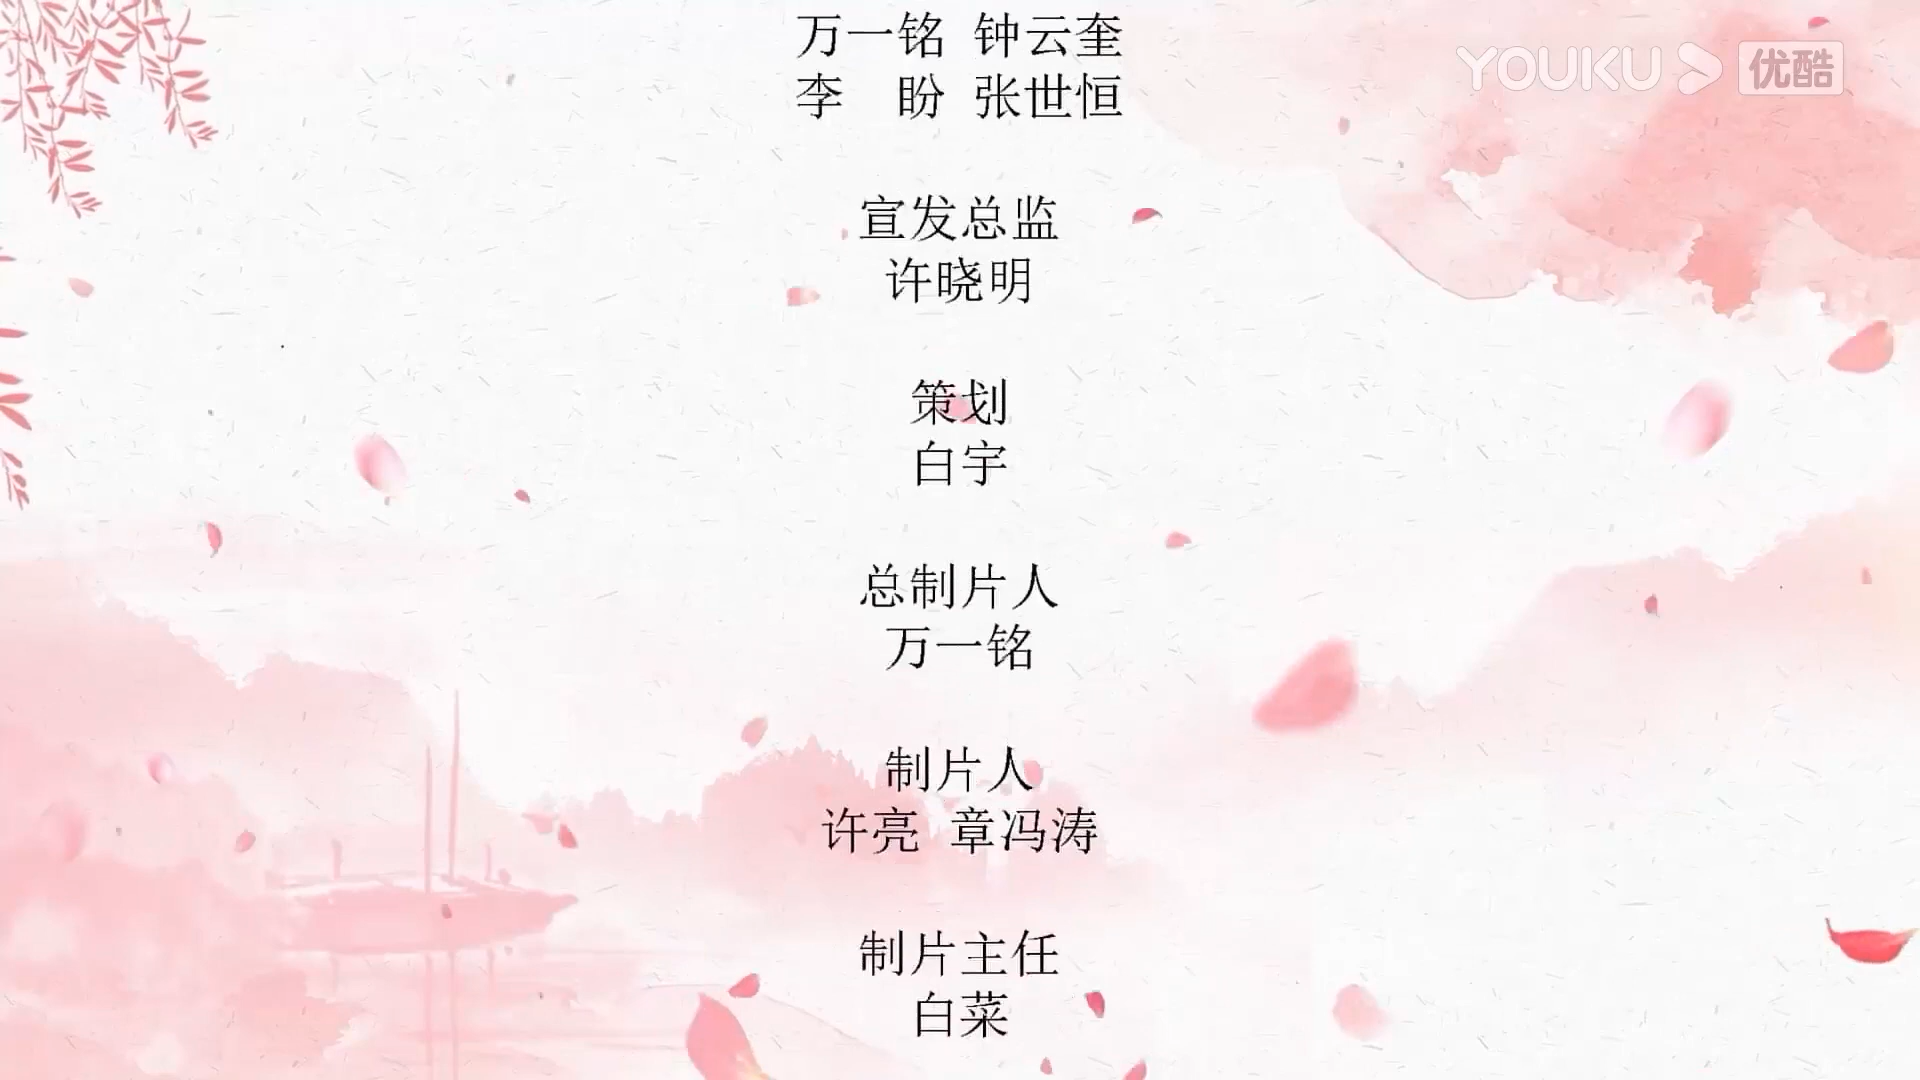 万一铭 钟云奎
YOUKU 优酷
李 盼 张世恒
宣发总监
许晓明
策划
白宇
总制片人
万一铭
制片人
许亮 章冯涛
制片主任
白菜